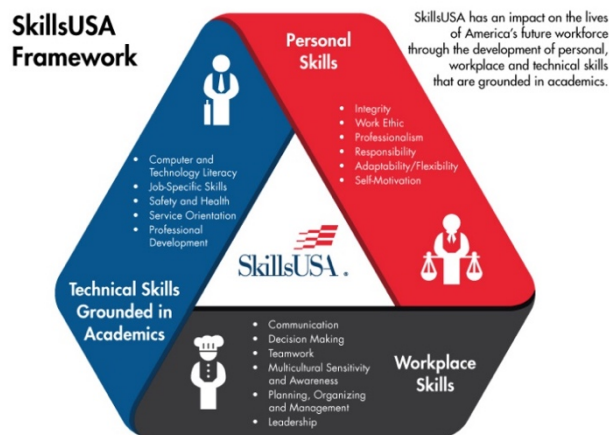 SkillsUSA
Framework
SkillsUSA has an impact on the lives
of America's future workforce
through the development of personal,
workplace and technical skills
that are grounded in academics.
Personal
Skills
• Integrity
• Work Ethic
• Professionalism
• Responsibility
• Adaptability/Flexibility
• Self-Motivation
• Computer and
Technology Literacy
• Job-Specific Skills
• Safety and Health
• Service Orientation
• Professional
Development
Technical Skills
Grounded in
Academics
SkillsUSA®
• Communication
• Decision Making
• Teamwork
• Multicultural Sensitivity
and Awareness
• Planning, Organizing
and Management
• Leadership
Workplace
Skills